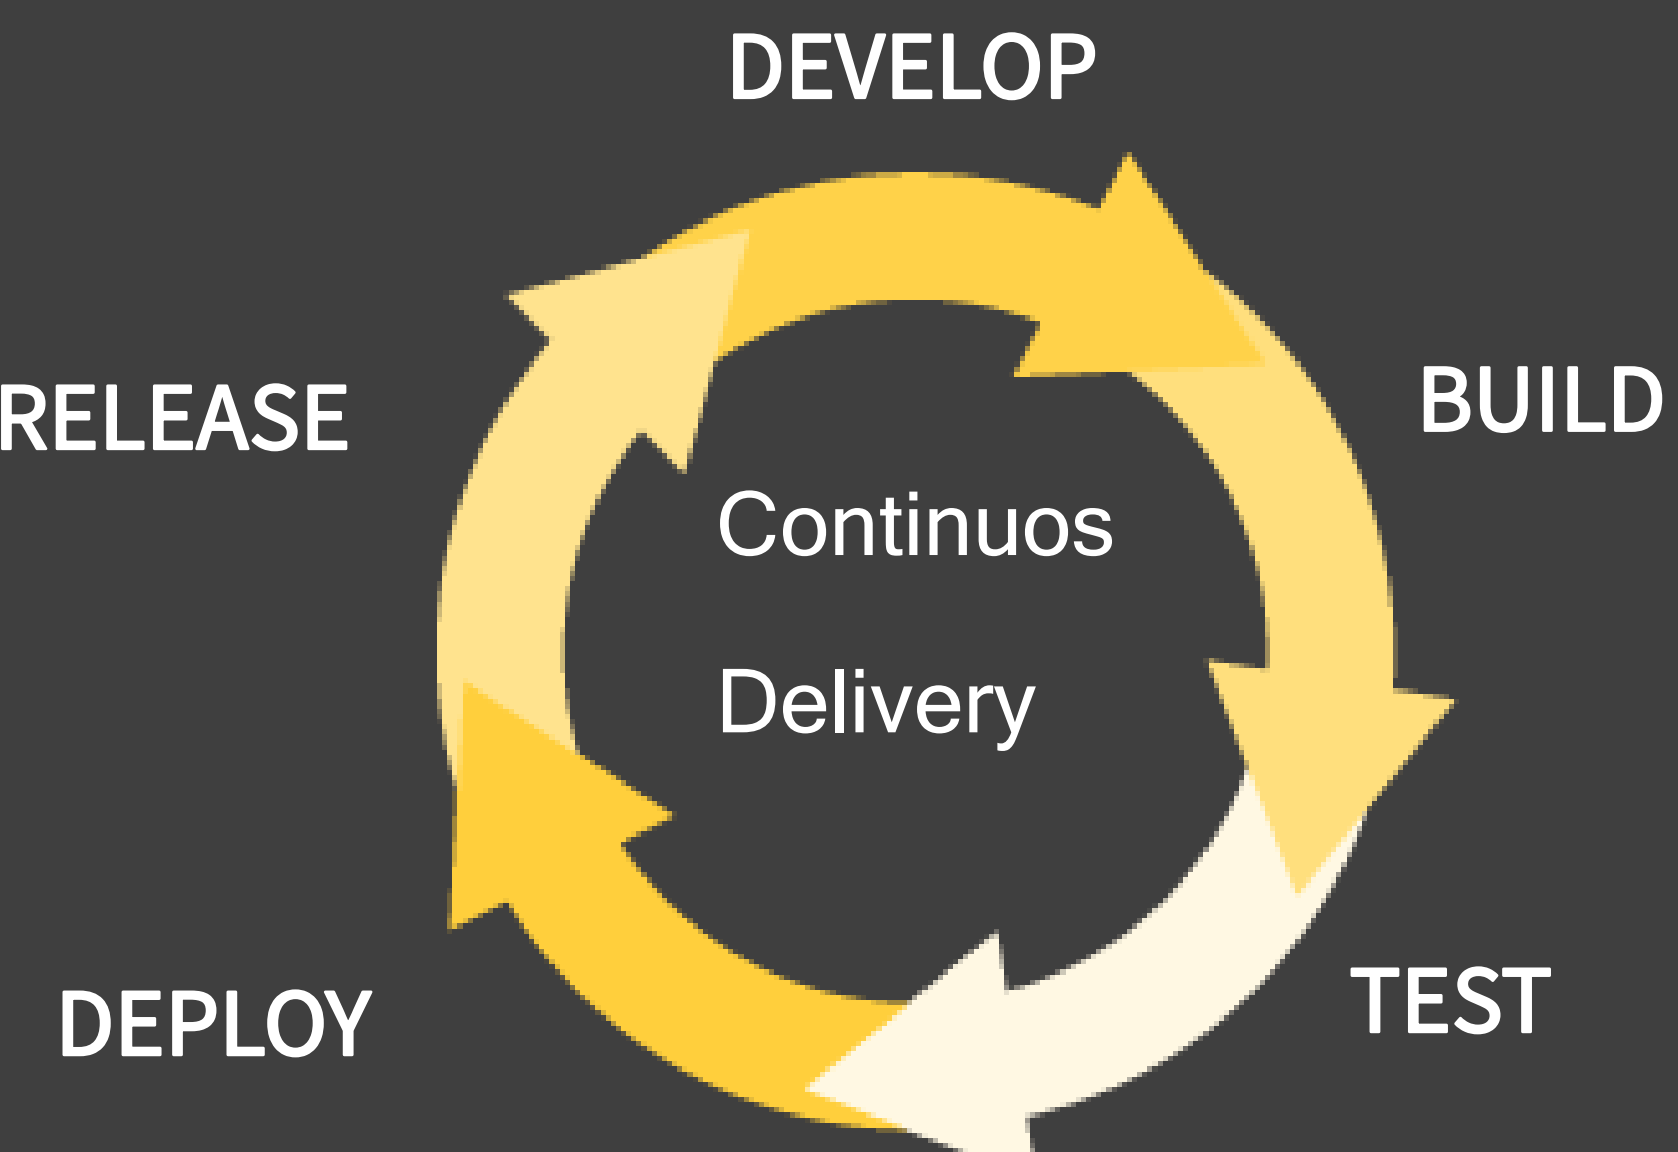 DEVELOP
BUILD
RELEASE
Continuos
Delivery
TEST
DEPLOY